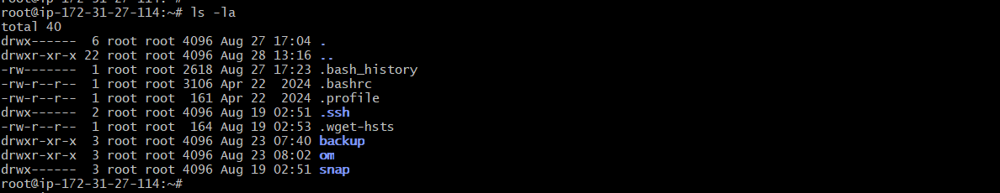 root@ip-172-31-27-114:~#
root@ip-172-31-27-114:~# ls -la
total 40
drwx------  6 root root 4096 Aug 27 17:04 .
drwxr-xr-x 22 root root 4096 Aug 28 13:16 ..
-rw-------  1 root root 2618 Aug 27 17:23 .bash_history
-rw-r--r--  1 root root 3106 Apr 22  2024 .bashrc
-rw-r--r--  1 root root  161 Apr 22  2024 .profile
drwx------  2 root root 4096 Aug 19 02:51 .ssh
-rw-r--r--  1 root root  164 Aug 19 02:53 .wget-hsts
drwxr-xr-x  3 root root 4096 Aug 23 07:40 backup
drwxr-xr-x  3 root root 4096 Aug 23 08:02 om
drwx------  3 root root 4096 Aug 19 02:51 snap
root@ip-172-31-27-114:~#